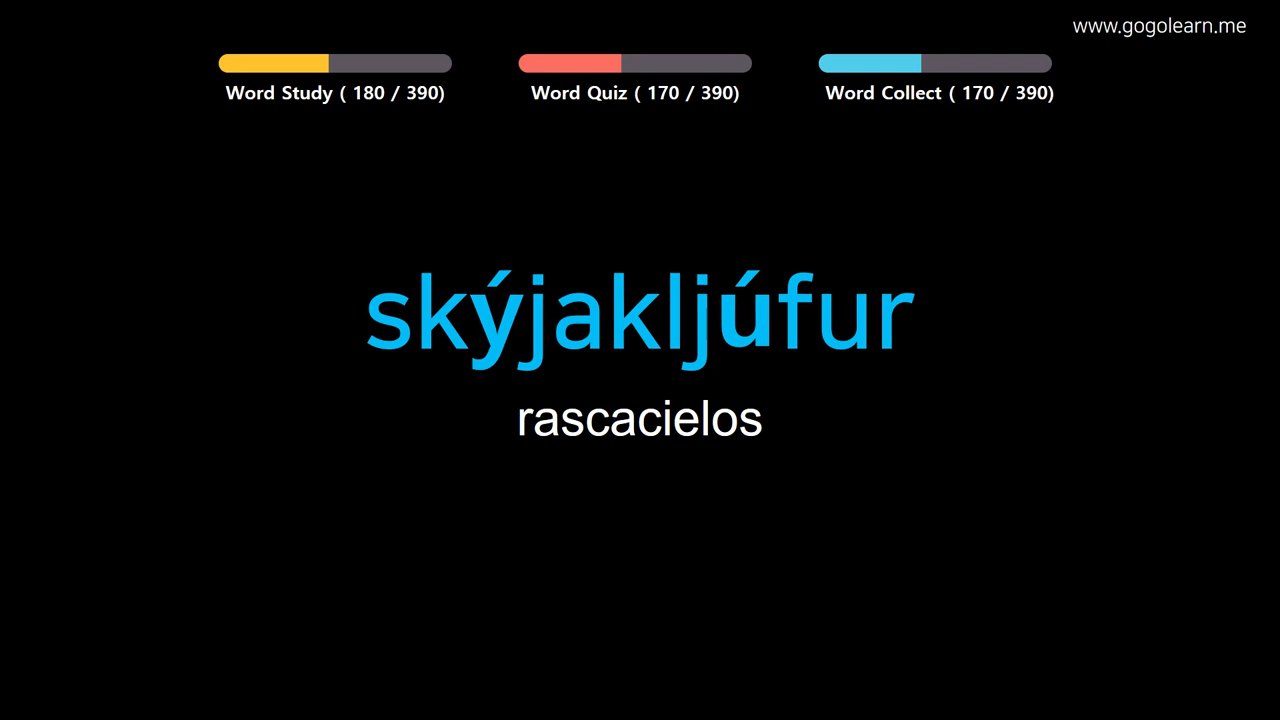 www.gogolearn.me
Word Study ( 180 / 390)
Word Quiz ( 170 / 390)
Word Collect ( 170 / 390)
skýjakljúfur
rascacielos